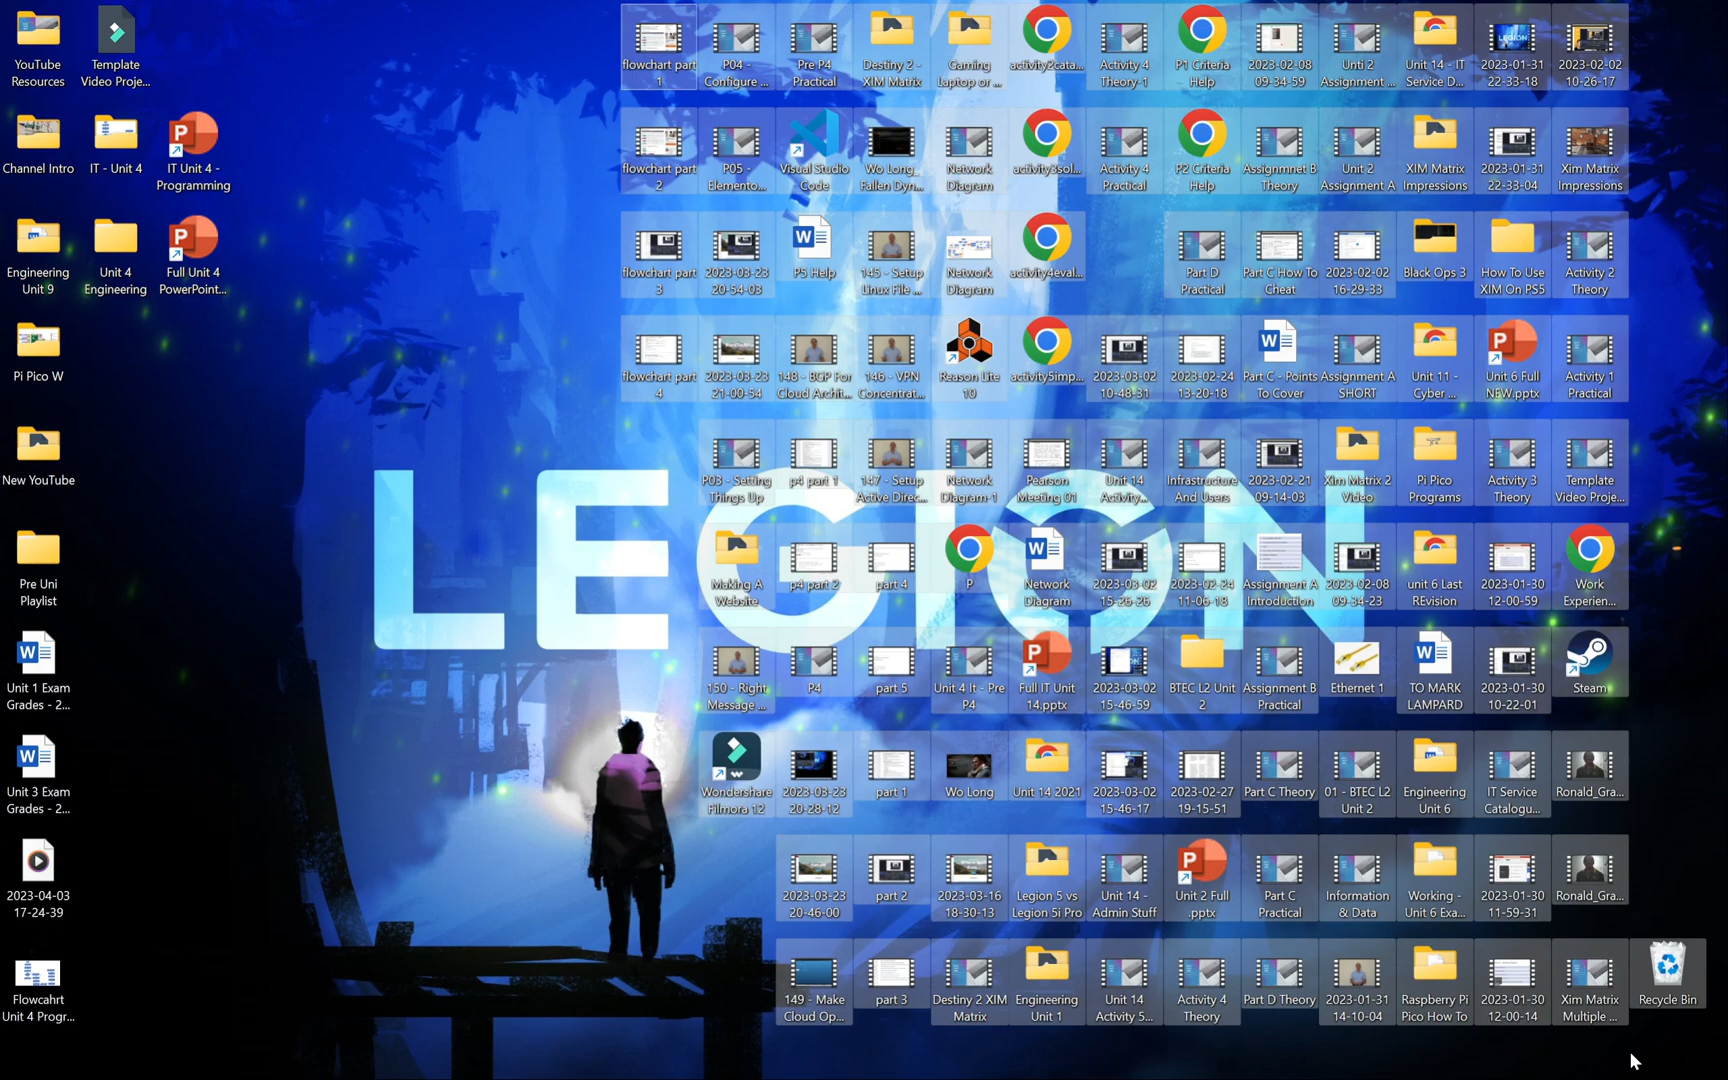 YouTube
Resources
Template
Video Proje...
Channel Intro
IT - Unit 4
IT Unit 4 -
Programming
Engineering
Unit 9
Unit 4
Engineering
Full Unit 4
PowerPoint...
Pi Pico W
New YouTube
Pre Uni
Playlist
Unit 1 Exam
Grades - 2...
Unit 3 Exam
Grades - 2...
2023-04-03
17-24-39
Flowcahrt
Unit 4 Progr...
flowchart part
1
P04 -
Configure ...
Pre P4
Practical
Destiny 2 -
XIM Matrix
Gaming
Laptop or ...
activity2cata...
Activity 4
Theory-1
P1 Criteria
Help
2023-02-08
09-34-59
Unti 2
Assignment ...
Unit 14 - IT
Service D...
2023-01-31
22-33-18
2023-02-02
10-26-17
flowchart part
2
P05 -
Elemento...
Visual Studio
Code
Wo Long_
Fallen Dyn...
Network
Diagram
activity3sol...
Activity 4
Practical
P2 Criteria
Help
Assignmnet B
Theory
Unit 2
Assignment A
XIM Matrix
Impressions
2023-01-31
22-33-04
Xim Matrix
Impressions
flowchart part
3
2023-03-23
20-54-03
P5 Help
145 - Setup
Linux File ...
Network
Diagram
activity4eval...
Part D
Practical
Part C How To
Cheat
2023-02-02
16-29-33
Black Ops 3
How To Use
XIM On PS5
Activity 2
Theory
flowchart part
4
2023-03-23
21-00-54
148 - BGP For
Cloud Archit...
146 - VPN
Concentrat...
Reason Lite
10
activity5imp...
2023-03-02
10-48-31
2023-02-24
13-20-18
Part C - Points
To Cover
Assignment A
SHORT
Unit 11 -
Cyber ...
Unit 6 Full
NEW.pptx
Activity 1
Practical
P03 - Setting
Things Up
p4 part 1
147 - Setup
Active Direc...
Network
Diagram-1
Pearson
Meeting 01
Unit 14
Activity...
Infrastructure
And Users
2023-02-21
09-14-03
Xim Matrix 2
Video
Pi Pico
Programs
Activity 3
Theory
Template
Video Proje...
LEGION
Making A
Website
p4 part 2
part 4
P
Network
Diagram
2023-03-02
15-26-26
2023-02-24
11-06-18
Assignment A
Introduction
2023-02-08
09-34-23
unit 6 Last
REvision
2023-01-30
12-00-59
Work
Experien...
150 - Right
Message ...
P4
part 5
Unit 4 It - Pre
P4
Full IT Unit
14.pptx
2023-03-02
15-46-59
BTEC L2 Unit
2
Assignment B
Practical
Ethernet 1
TO MARK
LAMPARD
2023-01-30
10-22-01
Steam
Wondershare
Filmora 12
2023-03-23
20-28-12
part 1
Wo Long
Unit 14 2021
2023-03-02
15-46-17
2023-02-27
19-15-51
Part C Theory
01 - BTEC L2
Unit 2
Engineering
Unit 6
IT Service
Catalogu...
Ronald_Gra...
2023-03-23
20-46-00
part 2
2023-03-16
18-30-13
Legion 5 vs
Legion 5i Pro
Unit 14 -
Admin Stuff
Unit 2 Full
.pptx
Part C
Practical
Information
& Data
Working -
Unit 6 Exa...
2023-01-30
11-59-31
Ronald_Gra...
149 - Make
Cloud Op...
part 3
Destiny 2 XIM
Matrix
Engineering
Unit 1
Unit 14
Activity 5...
Activity 4
Theory
Part D Theory
2023-01-31
14-10-04
Raspberry Pi
Pico How To
2023-01-30
12-00-14
Xim Matrix
Multiple ...
Recycle Bin